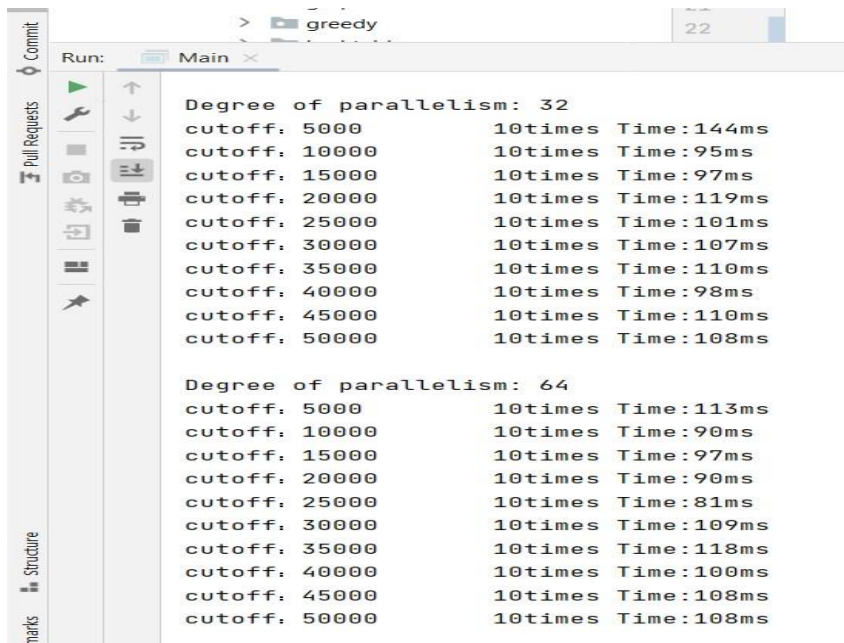 greedy
22
Commit
Run: Main
Pull Requests
Degree of parallelism: 32
cutoff：5000 10times Time:144ms
cutoff：10000 10times Time:95ms
cutoff：15000 10times Time:97ms
cutoff：20000 10times Time:119ms
cutoff：25000 10times Time:101ms
cutoff：30000 10times Time:107ms
cutoff：35000 10times Time:110ms
cutoff：40000 10times Time:98ms
cutoff：45000 10times Time:110ms
cutoff：50000 10times Time:108ms
Degree of parallelism: 64
cutoff：5000 10times Time:113ms
cutoff：10000 10times Time:90ms
cutoff：15000 10times Time:97ms
cutoff：20000 10times Time:90ms
cutoff：25000 10times Time:81ms
cutoff：30000 10times Time:109ms
cutoff：35000 10times Time:118ms
cutoff：40000 10times Time:100ms
cutoff：45000 10times Time:108ms
cutoff：50000 10times Time:108ms
Structure
marks